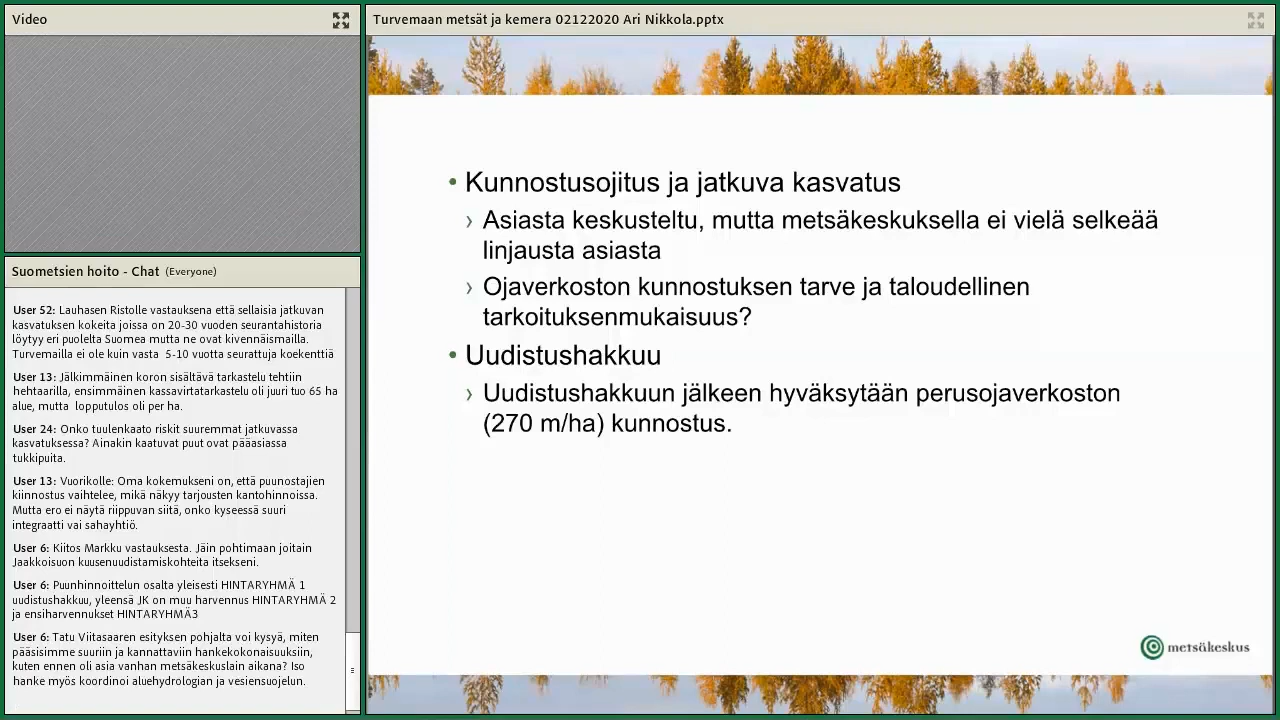 Video
Turvemaan metsät ja kemera 02122020 Ari Nikkola.pptx
Suometsien hoito - Chat (Everyone)
User 52: Lauhasen Ristolle vastauksena että sellaisia jatkuvan
kasvatuksen kokeita joissa on 20-30 vuoden seurantahistoria
löytyy eri puolelta Suomea mutta ne ovat kivennäismailla.
Turvemailla ei ole kuin vasta 5-10 vuotta seurattuja koekenttiä
User 13: Jälkimmäinen koron sisältävä tarkastelu tehtiin
hehtaarilla, ensimmäinen kassavirtatarkastelu oli juuri tuo 65 ha
alue, mutta lopputulos oli per ha.
User 24: Onko tuulenkaato riskit suuremmat jatkuvassa
kasvatuksessa? Ainakin kaatuvat puut ovat pääasiassa
tukkipuita.
User 13: Vuorikolle: Oma kokemukseni on, että puunostajien
kiinnostus vaihtelee, mikä näkyy tarjousten kantohinnoissa.
Mutta ero ei näytä riippuvan siitä, onko kyseessä suuri
integraatti vai sahayhtiö.
User 6: Kiitos Markku vastauksesta. Jäin pohtimaan joitain
Jaakkoisuon kuusenuudistamiskohteita itsekseni.
User 6: Puunhinnoittelun osalta yleisesti HINTARYHMÄ 1
uudistushakkuu, yleensä JK on muu harvennus HINTARYHMÄ 2
ja ensiharvennukset HINTARYHMÄ3
User 6: Tatu Viitasaaren esityksen pohjalta voi kysyä, miten
pääsisimme suuriin ja kannattaviin hankekokonaisuuksiin,
kuten ennen oli asia vanhan metsäkeskuslain aikana? Iso
hanke myös koordinoi aluehydrologian ja vesiensuojelun.
• Kunnostusojitus ja jatkuva kasvatus
› Asiasta keskusteltu, mutta metsäkeskuksella ei vielä selkeää
linjausta asiasta
› Ojaverkoston kunnostuksen tarve ja taloudellinen
tarkoituksenmukaisuus?
• Uudistushakkuu
› Uudistushakkuun jälkeen hyväksytään perusojaverkoston
(270 m/ha) kunnostus.
metsäkeskus